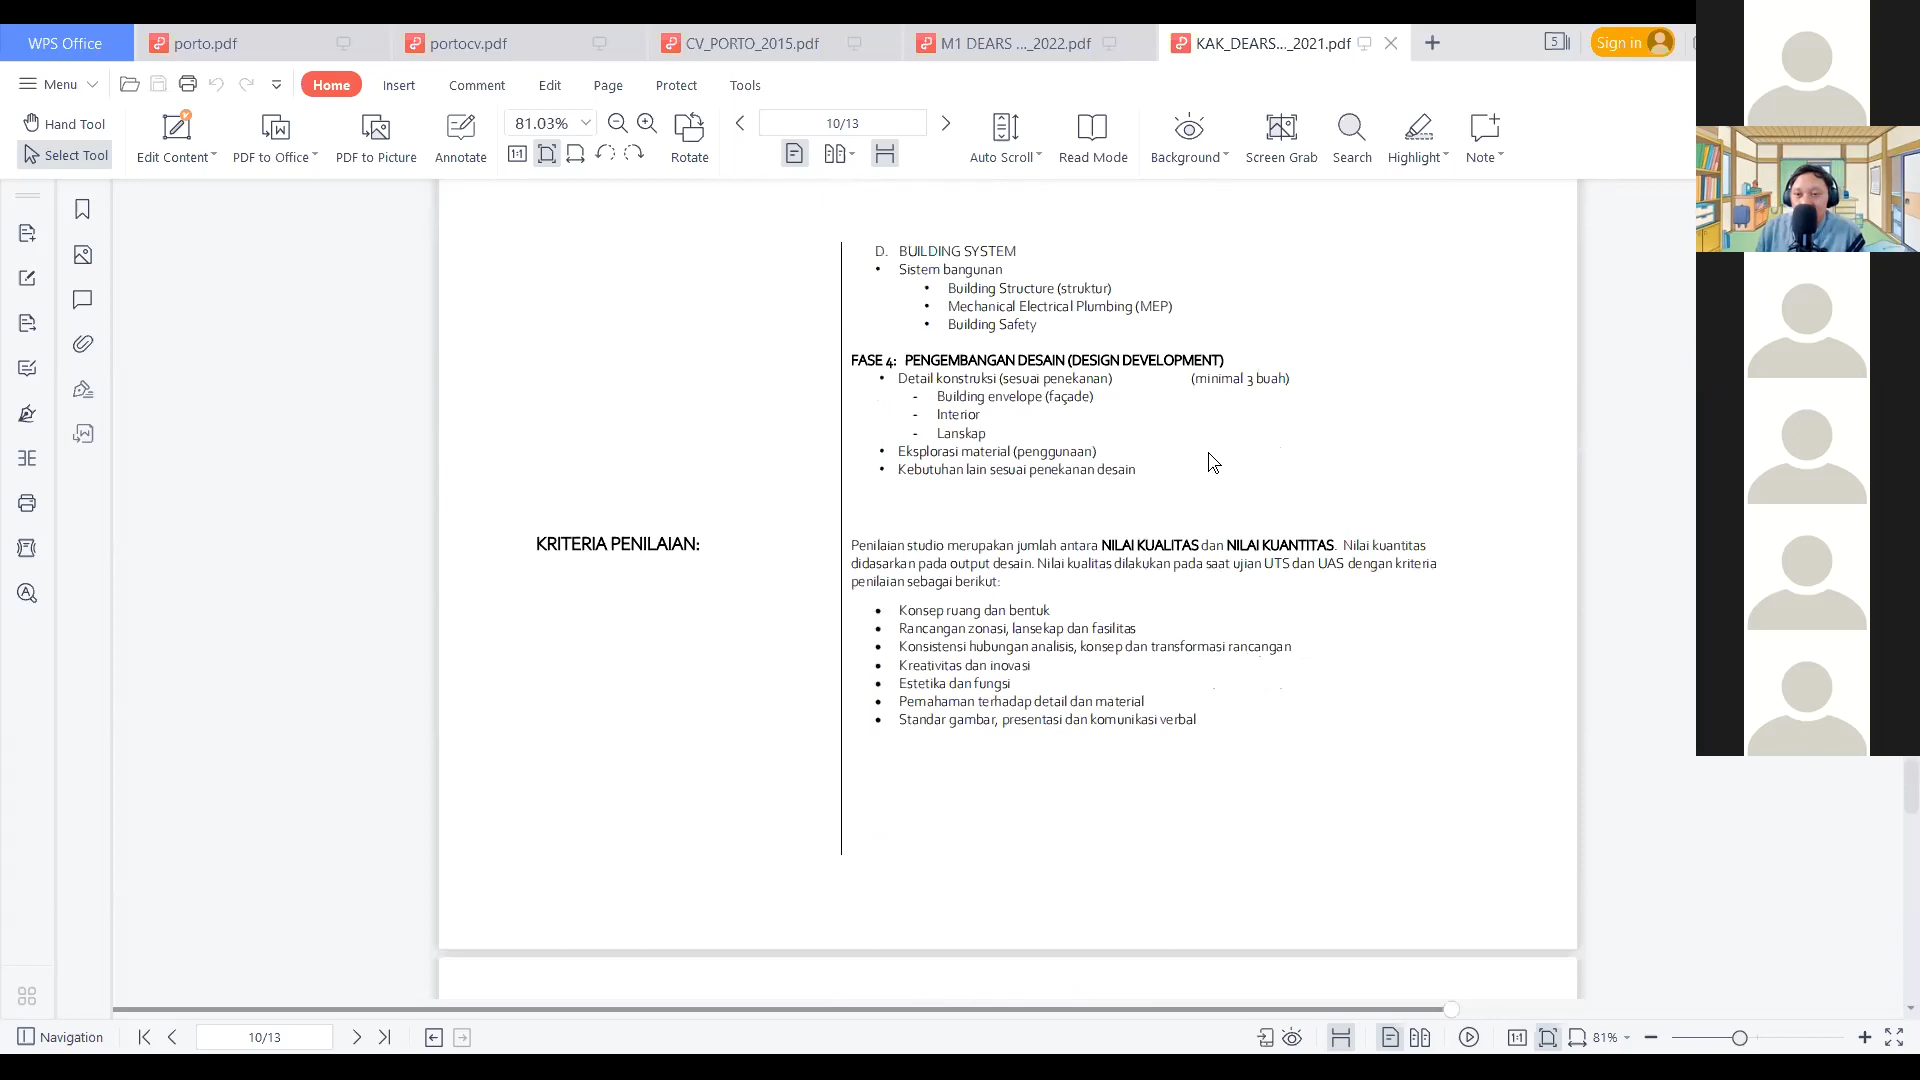 WPS Office
porto.pdf
portocv.pdf
CV_PORTO_2015.pdf
M1 DEARS ..._2022.pdf
KAK_DEARS..._2021.pdf
5
Sign in
Menu
Home
Insert
Comment
Edit
Page
Protect
Tools
Hand Tool
Select Tool
Edit Content
PDF to Office
PDF to Picture
Annotate
81.03%
1:1
Rotate
10/13
Auto Scroll
Read Mode
Background
Screen Grab
Search
Highlight
Note
D. BUILDING SYSTEM
• Sistem bangunan
• Building Structure (struktur)
• Mechanical Electrical Plumbing (MEP)
• Building Safety
FASE 4: PENGEMBANGAN DESAIN (DESIGN DEVELOPMENT)
• Detail konstruksi (sesuai penekanan) (minimal 3 buah)
- Building envelope (façade)
- Interior
- Lanskap
• Eksplorasi material (penggunaan)
• Kebutuhan lain sesuai penekanan desain
KRITERIA PENILAIAN:
Penilaian studio merupakan jumlah antara NILAI KUALITAS dan NILAI KUANTITAS. Nilai kuantitas
didasarkan pada output desain. Nilai kualitas dilakukan pada saat ujian UTS dan UAS dengan kriteria
penilaian sebagai berikut:
• Konsep ruang dan bentuk
• Rancangan zonasi, lansekap dan fasilitas
• Konsistensi hubungan analisis, konsep dan transformasi rancangan
• Kreativitas dan inovasi
• Estetika dan fungsi
• Pemahaman terhadap detail dan material
• Standar gambar, presentasi dan komunikasi verbal
Navigation
10/13
1:1
81%